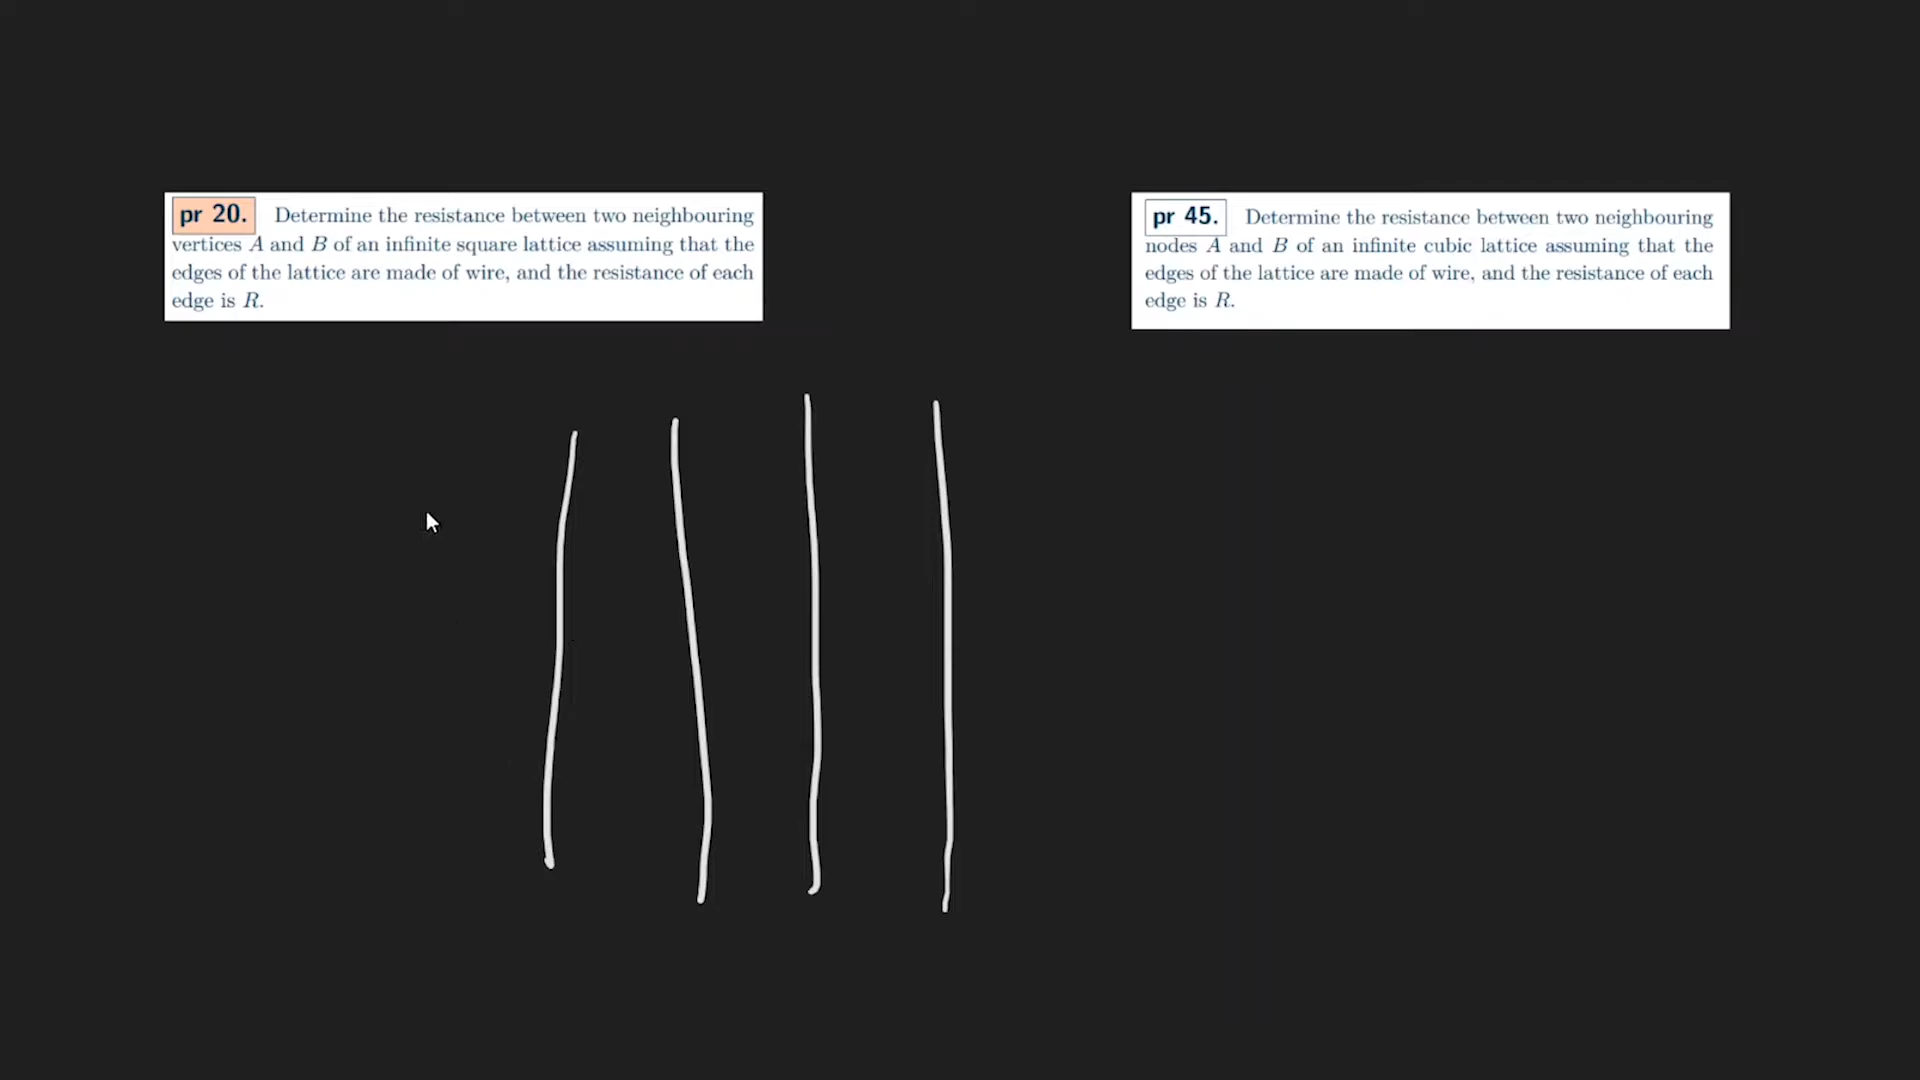 pr 20. Determine the resistance between two neighbouring
vertices A and B of an infinite square lattice assuming that the
edges of the lattice are made of wire, and the resistance of each
edge is R.
pr 45. Determine the resistance between two neighbouring
nodes A and B of an infinite cubic lattice assuming that the
edges of the lattice are made of wire, and the resistance of each
edge is R.